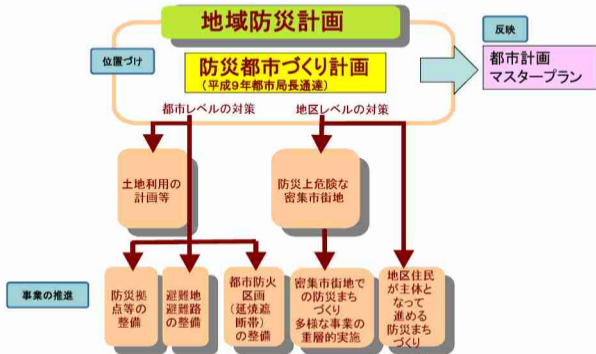 地域防災計画
反映
位置づけ
防災都市づくり計画
(平成9年都市局長通達)
都市計画
マスタープラン
都市レベルの対策
地区レベルの対策
土地利用の
計画等
防災上危険な
密集市街地
事業の推進
防災拠
点等の
整備
避難地
避難路
の整備
都市防火
区画
(延焼遮
断帯)
の整備
密集市街地で
の防災まち
づくり
多様な事業の
重層的実施
地区住民
が主体と
なって
進める
防災まち
づくり